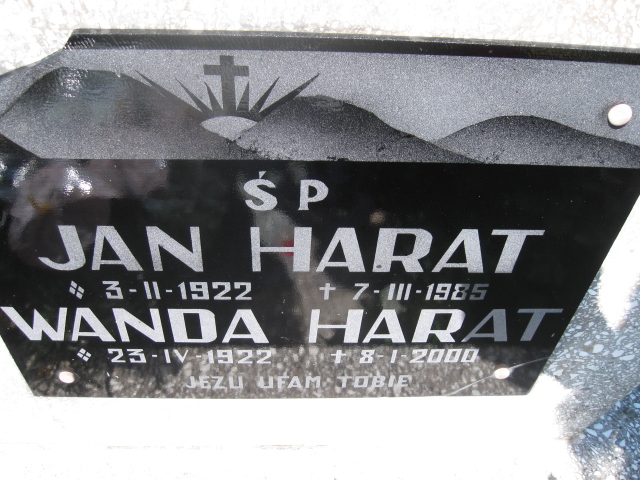 ŚP
JAN HARAT
3-II-1922 † 7-III-1985
WANDA HARAT
23-IV-1922 † 8-I-2000
JEZU UFAM TOBIE